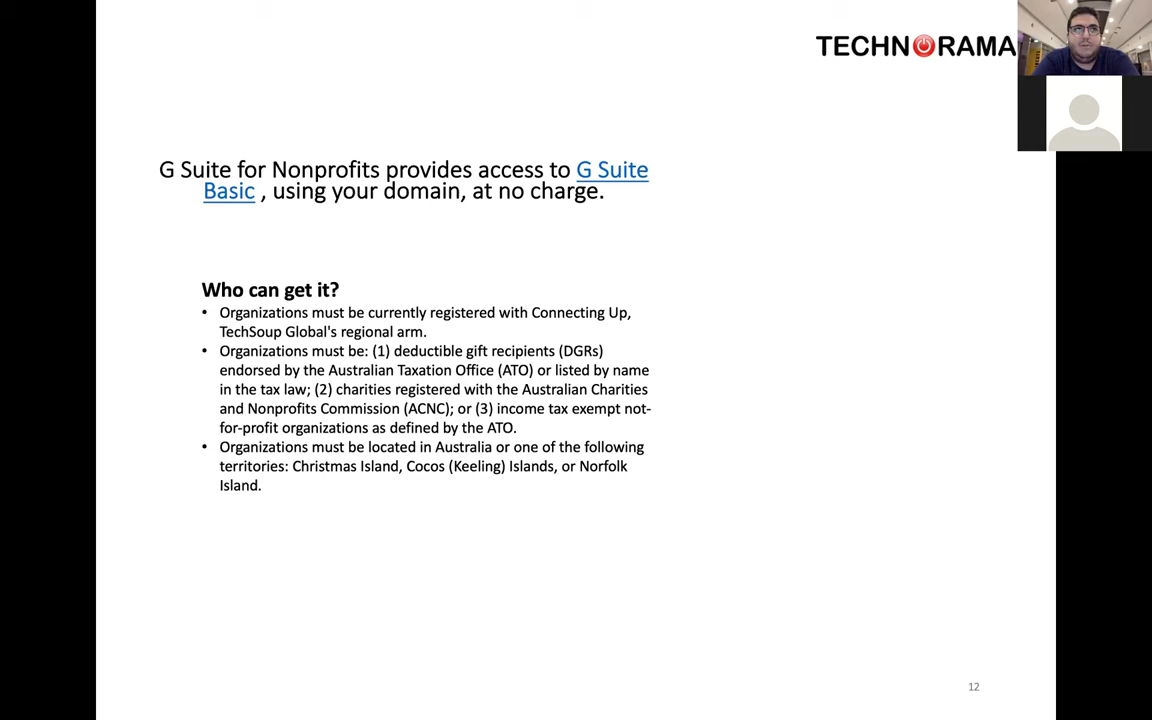 TECHNORAMA
G Suite for Nonprofits provides access to G Suite
Basic , using your domain, at no charge.
Who can get it?
• Organizations must be currently registered with Connecting Up,
TechSoup Global's regional arm.
• Organizations must be: (1) deductible gift recipients (DGRs)
endorsed by the Australian Taxation Office (ATO) or listed by name
in the tax law; (2) charities registered with the Australian Charities
and Nonprofits Commission (ACNC); or (3) income tax exempt not-
for-profit organizations as defined by the ATO.
• Organizations must be located in Australia or one of the following
territories: Christmas Island, Cocos (Keeling) Islands, or Norfolk
Island.
12